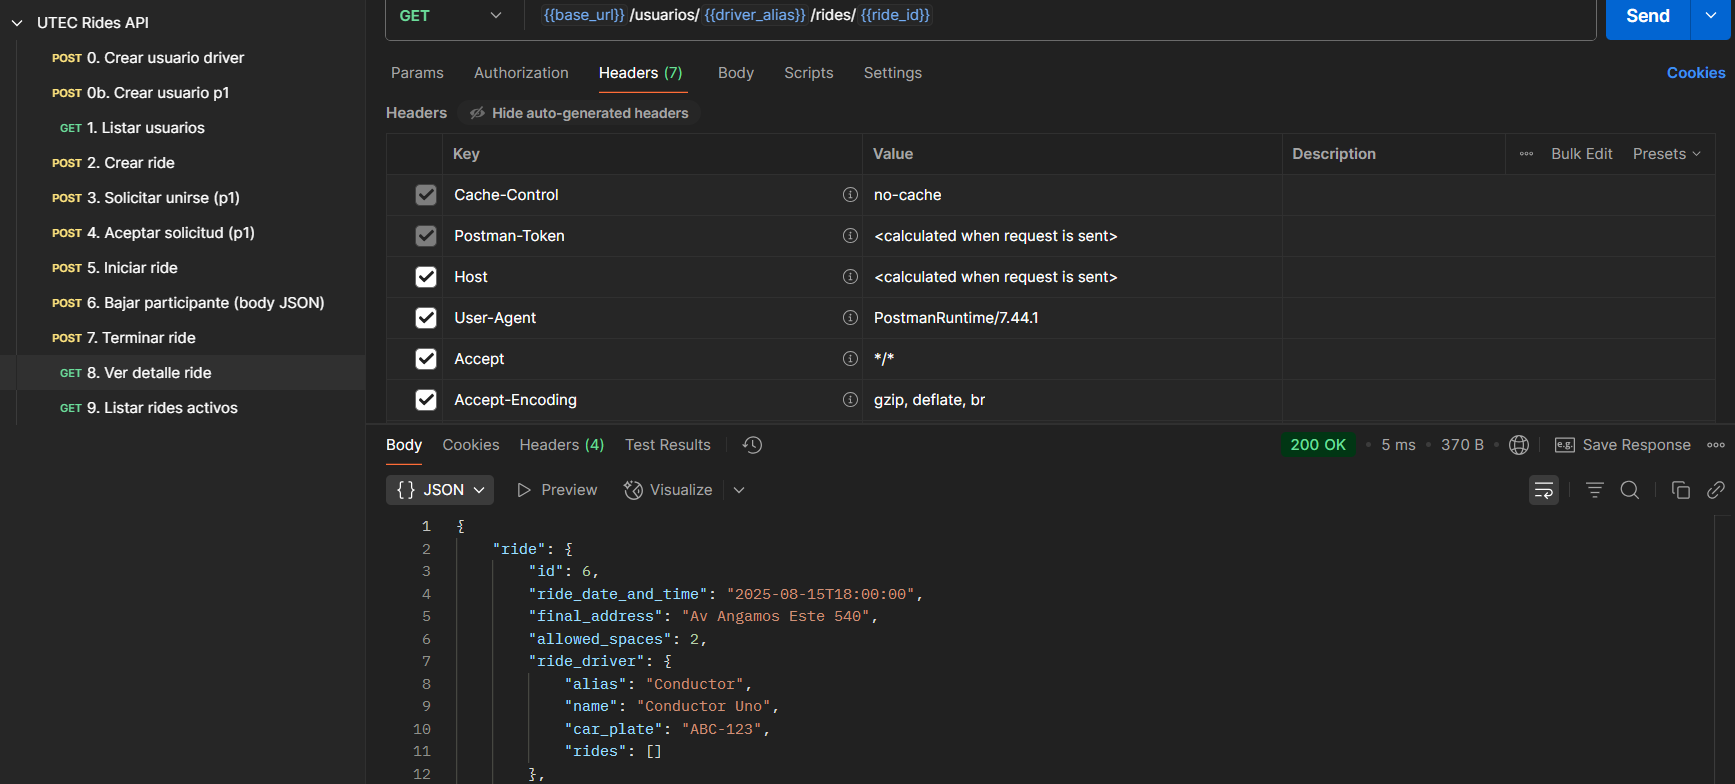 UTEC Rides API
POST 0. Crear usuario driver
POST 0b. Crear usuario p1
GET 1. Listar usuarios
POST 2. Crear ride
POST 3. Solicitar unirse (p1)
POST 4. Aceptar solicitud (p1)
POST 5. Iniciar ride
POST 6. Bajar participante (body JSON)
POST 7. Terminar ride
GET 8. Ver detalle ride
GET 9. Listar rides activos
GET {{base_url}} /usuarios/ {{driver_alias}} /rides/ {{ride_id}} Send
Params Authorization Headers (7) Body Scripts Settings Cookies
Headers Hide auto-generated headers
Key Value Description Bulk Edit Presets
Cache-Control no-cache
Postman-Token <calculated when request is sent>
Host <calculated when request is sent>
User-Agent PostmanRuntime/7.44.1
Accept */*
Accept-Encoding gzip, deflate, br
Body Cookies Headers (4) Test Results 200 OK 5 ms 370 B e.g. Save Response
{} JSON Preview Visualize
1 {
2 "ride": {
3 "id": 6,
4 "ride_date_and_time": "2025-08-15T18:00:00",
5 "final_address": "Av Angamos Este 540",
6 "allowed_spaces": 2,
7 "ride_driver": {
8 "alias": "Conductor",
9 "name": "Conductor Uno",
10 "car_plate": "ABC-123",
11 "rides": []
12 },